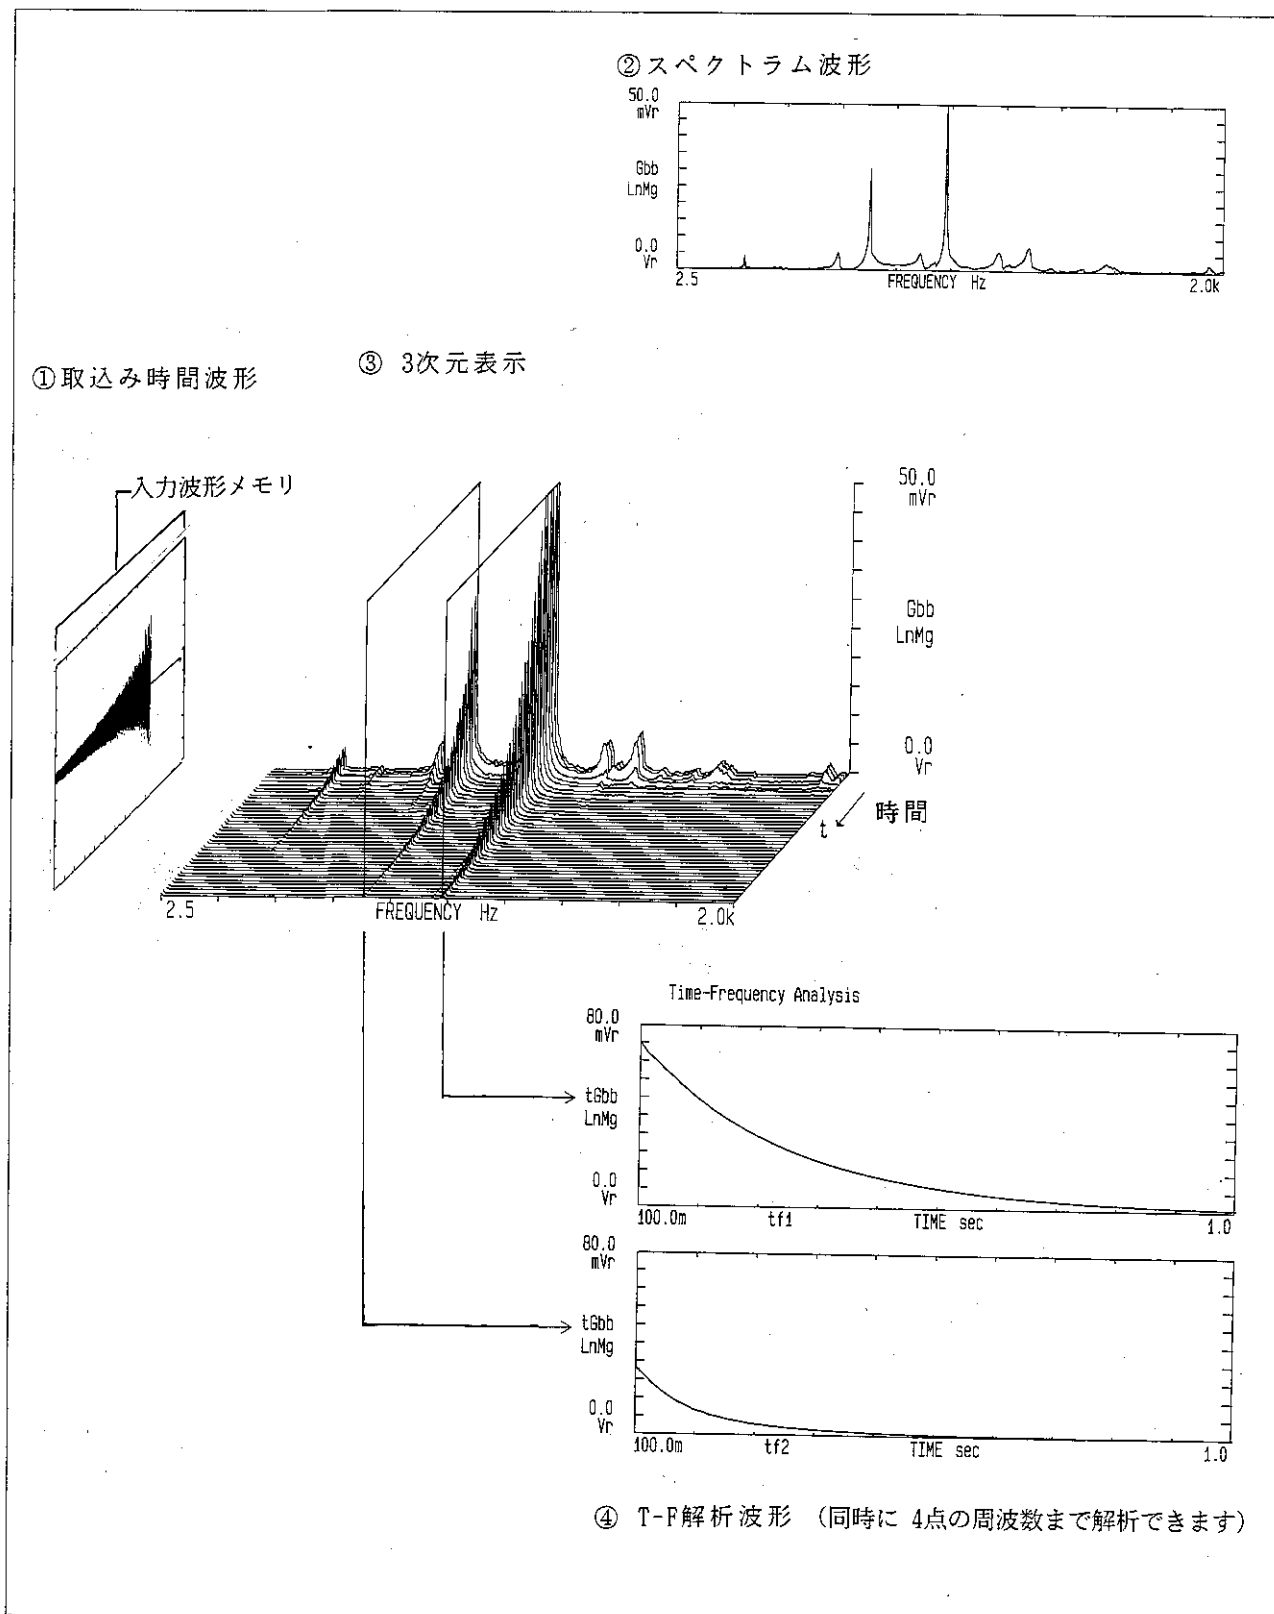 ②スペクトラム波形
50.0
mVr
Gbb
LnMg
0.0
Vr
2.5
FREQUENCY Hz
2.0k
①取込み時間波形
③ 3次元表示
入力波形メモリ
50.0
mVr
Gbb
LnMg
0.0
Vr
t
時間
2.5
FREQUENCY Hz
2.0k
Time-Frequency Analysis
80.0
mVr
tGbb
LnMg
0.0
Vr
100.0m
tf1
TIME sec
1.0
80.0
mVr
tGbb
LnMg
0.0
Vr
100.0m
tf2
TIME sec
1.0
④ T-F解析波形 (同時に 4点の周波数まで解析できます)